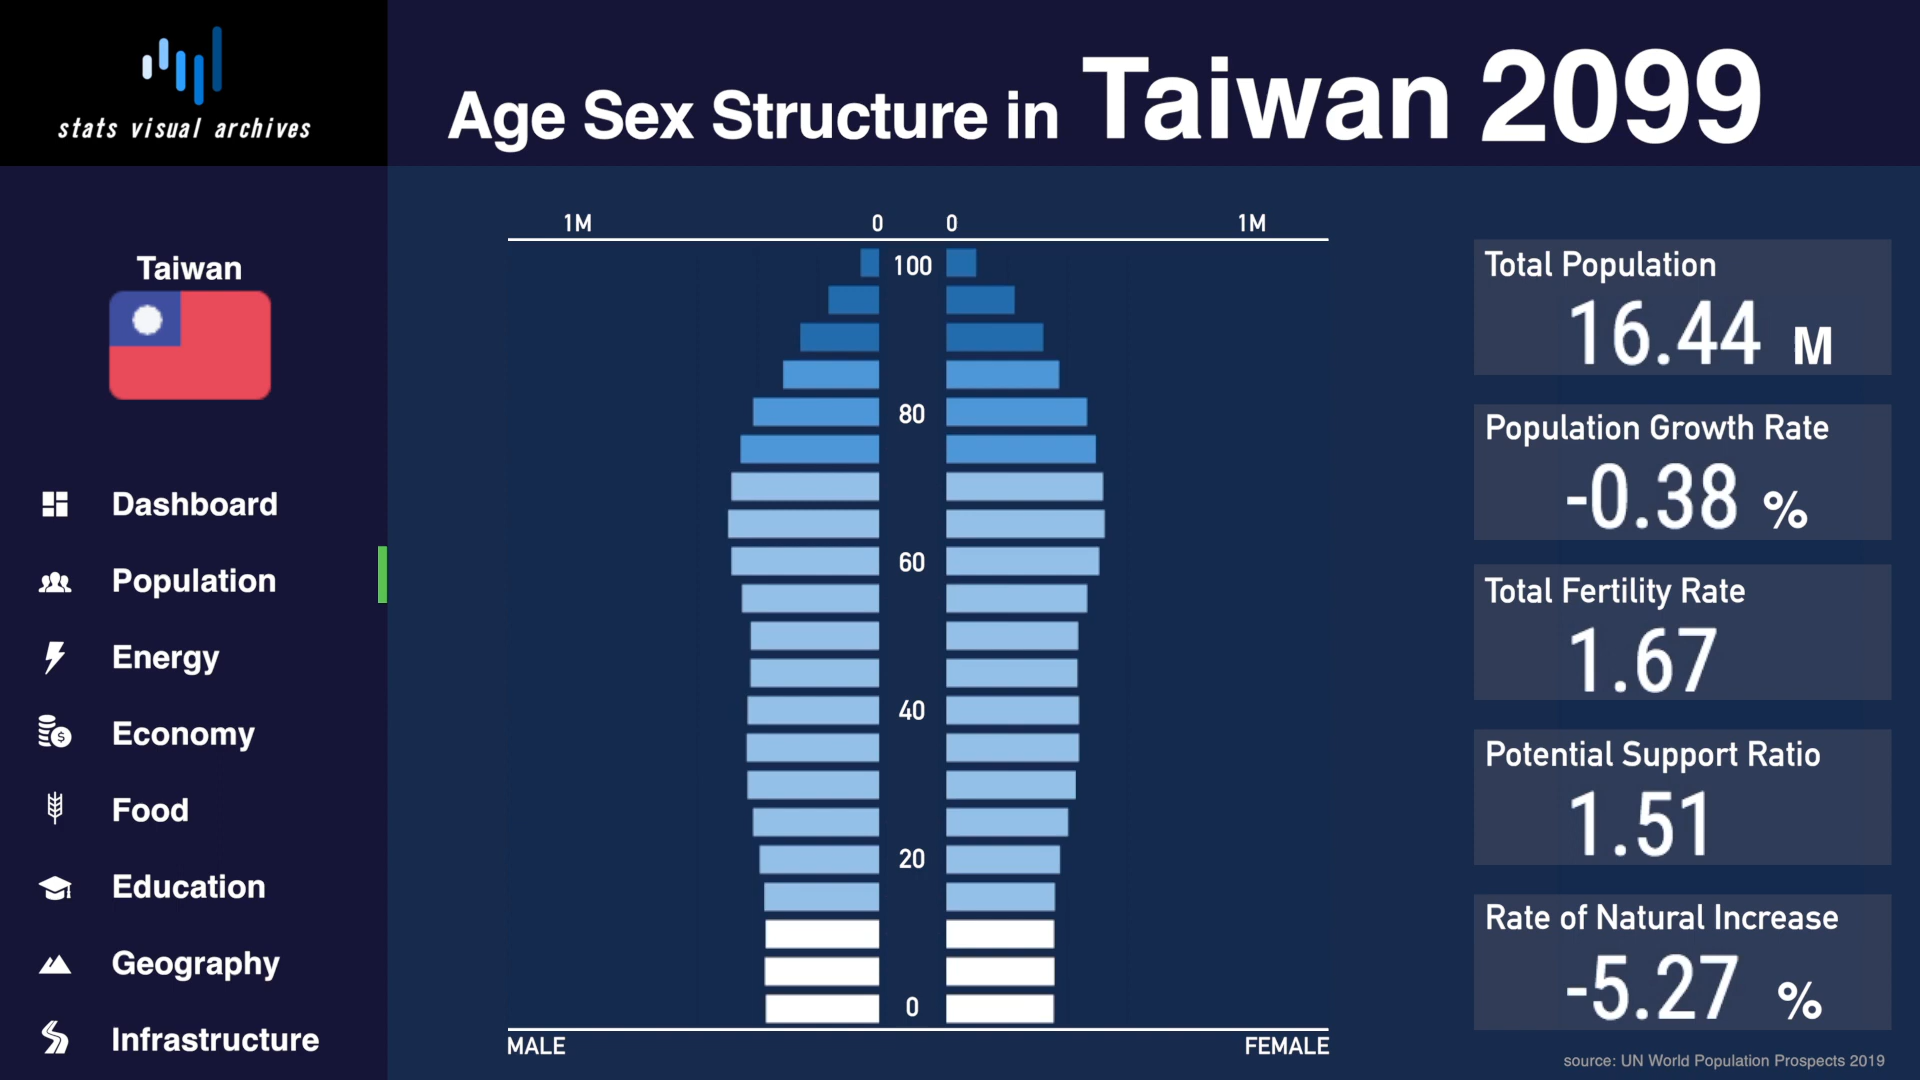 stats visual archives
Age Sex Structure in Taiwan 2099
Taiwan
Dashboard
Population
Energy
Economy
Food
Education
Geography
Infrastructure
1M 0 0 1M
100
80
60
40
20
0
MALE FEMALE
Total Population
16.44 M
Population Growth Rate
-0.38 %
Total Fertility Rate
1.67
Potential Support Ratio
1.51
Rate of Natural Increase
-5.27 %
source: UN World Population Prospects 2019